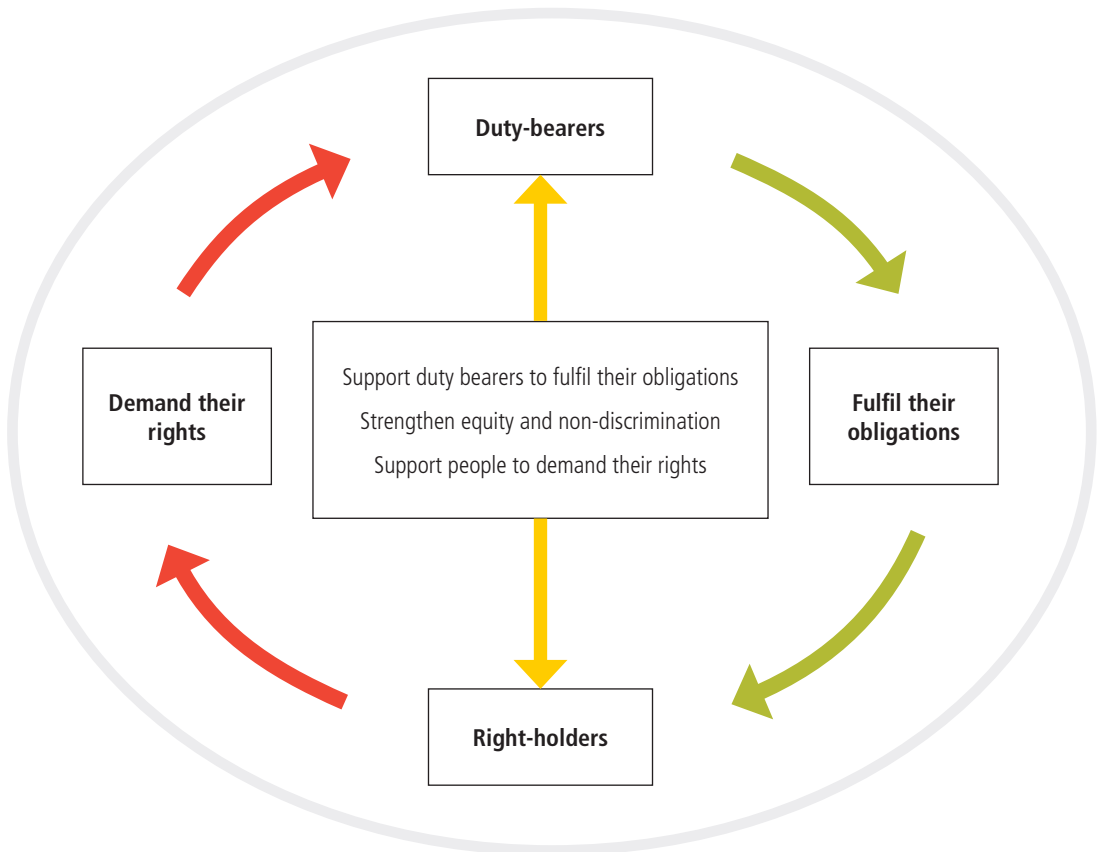 Duty-bearers
Demand their
rights
Support duty bearers to fulfil their obligations
Strengthen equity and non-discrimination
Support people to demand their rights
Fulfil their
obligations
Right-holders